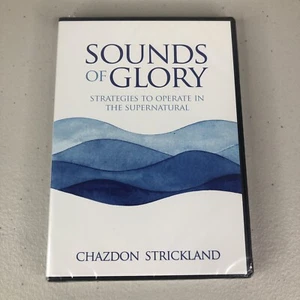 SOUNDS
OF GLORY
STRATEGIES TO OPERATE IN
THE SUPERNATURAL
CHAZDON STRICKLAND